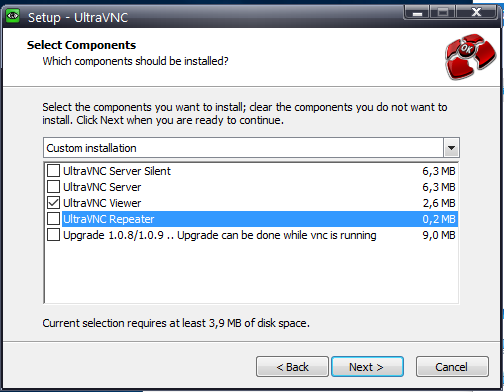 Setup - UltraVNC
Select Components
Which components should be installed?
OK
Select the components you want to install; clear the components you do not want to
install. Click Next when you are ready to continue.
Custom installation
UltraVNC Server Silent 6,3 MB
UltraVNC Server 6,3 MB
UltraVNC Viewer 2,6 MB
UltraVNC Repeater 0,2 MB
Upgrade 1.0.8/1.0.9 .. Upgrade can be done while vnc is running 9,0 MB
Current selection requires at least 3,9 MB of disk space.
< Back Next > Cancel